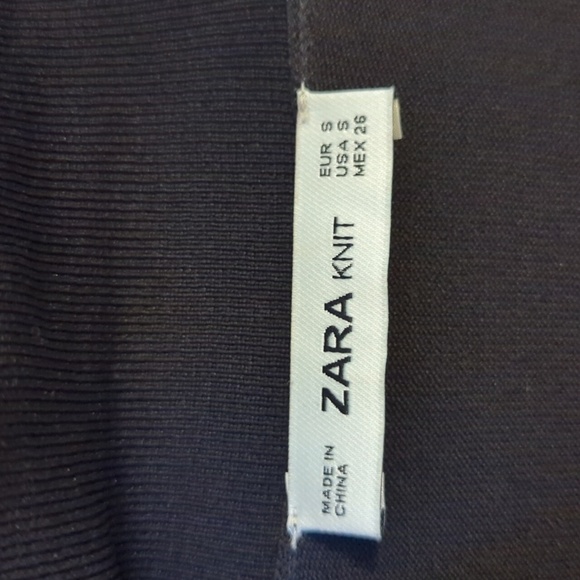 MADE IN
CHINA
ZARA KNIT
EUR S
USA S
MEX 26